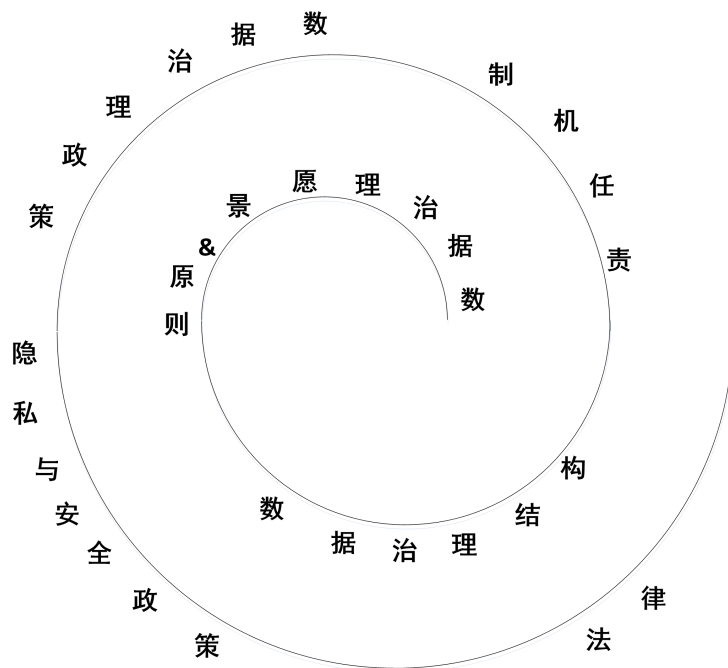 数据治理愿景&原则
数据治理结构
责任机制
数据治理政策
隐私与安全政策
法律